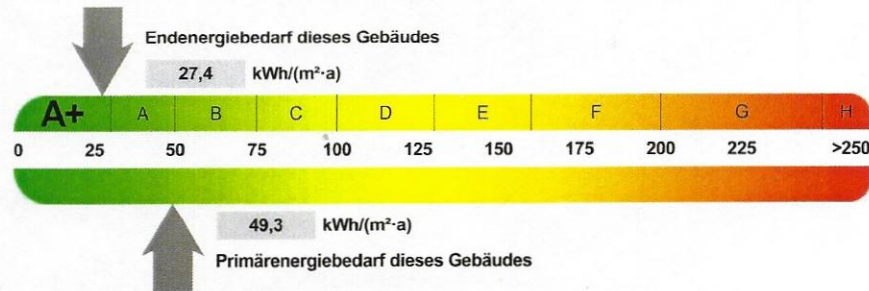 Endenergiebedarf dieses Gebäudes
27,4 kWh/(m²·a)
A+ A B C D E F G H
0 25 50 75 100 125 150 175 200 225 >250
49,3 kWh/(m²·a)
Primärenergiebedarf dieses Gebäudes